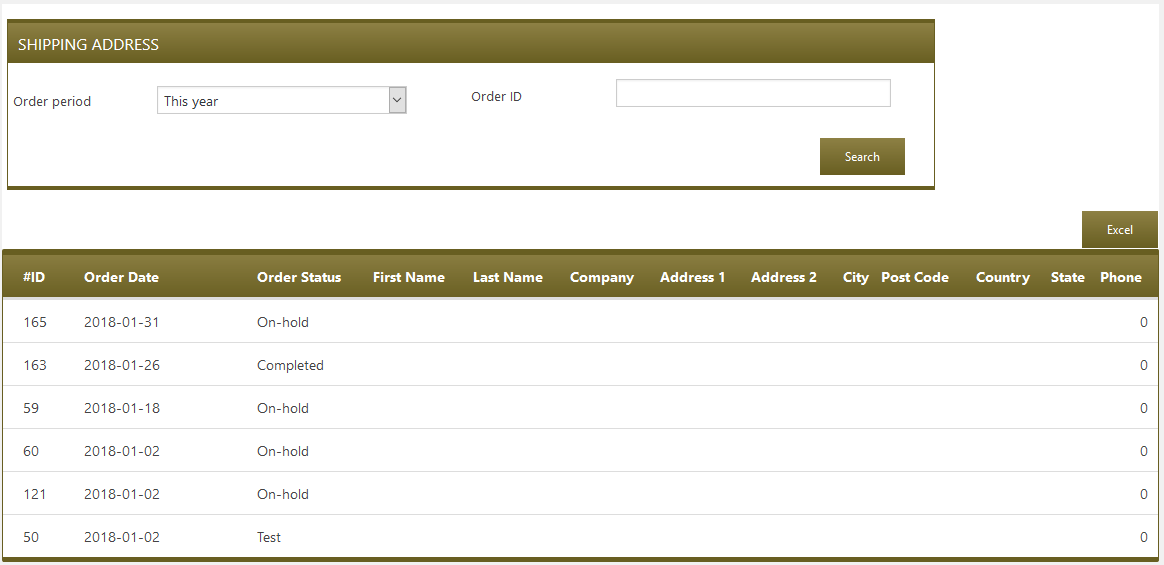 SHIPPING ADDRESS
Order period This year Order ID
Search
Excel
#ID Order Date Order Status First Name Last Name Company Address 1 Address 2 City Post Code Country State Phone
165 2018-01-31 On-hold 0
163 2018-01-26 Completed 0
59 2018-01-18 On-hold 0
60 2018-01-02 On-hold 0
121 2018-01-02 On-hold 0
50 2018-01-02 Test 0